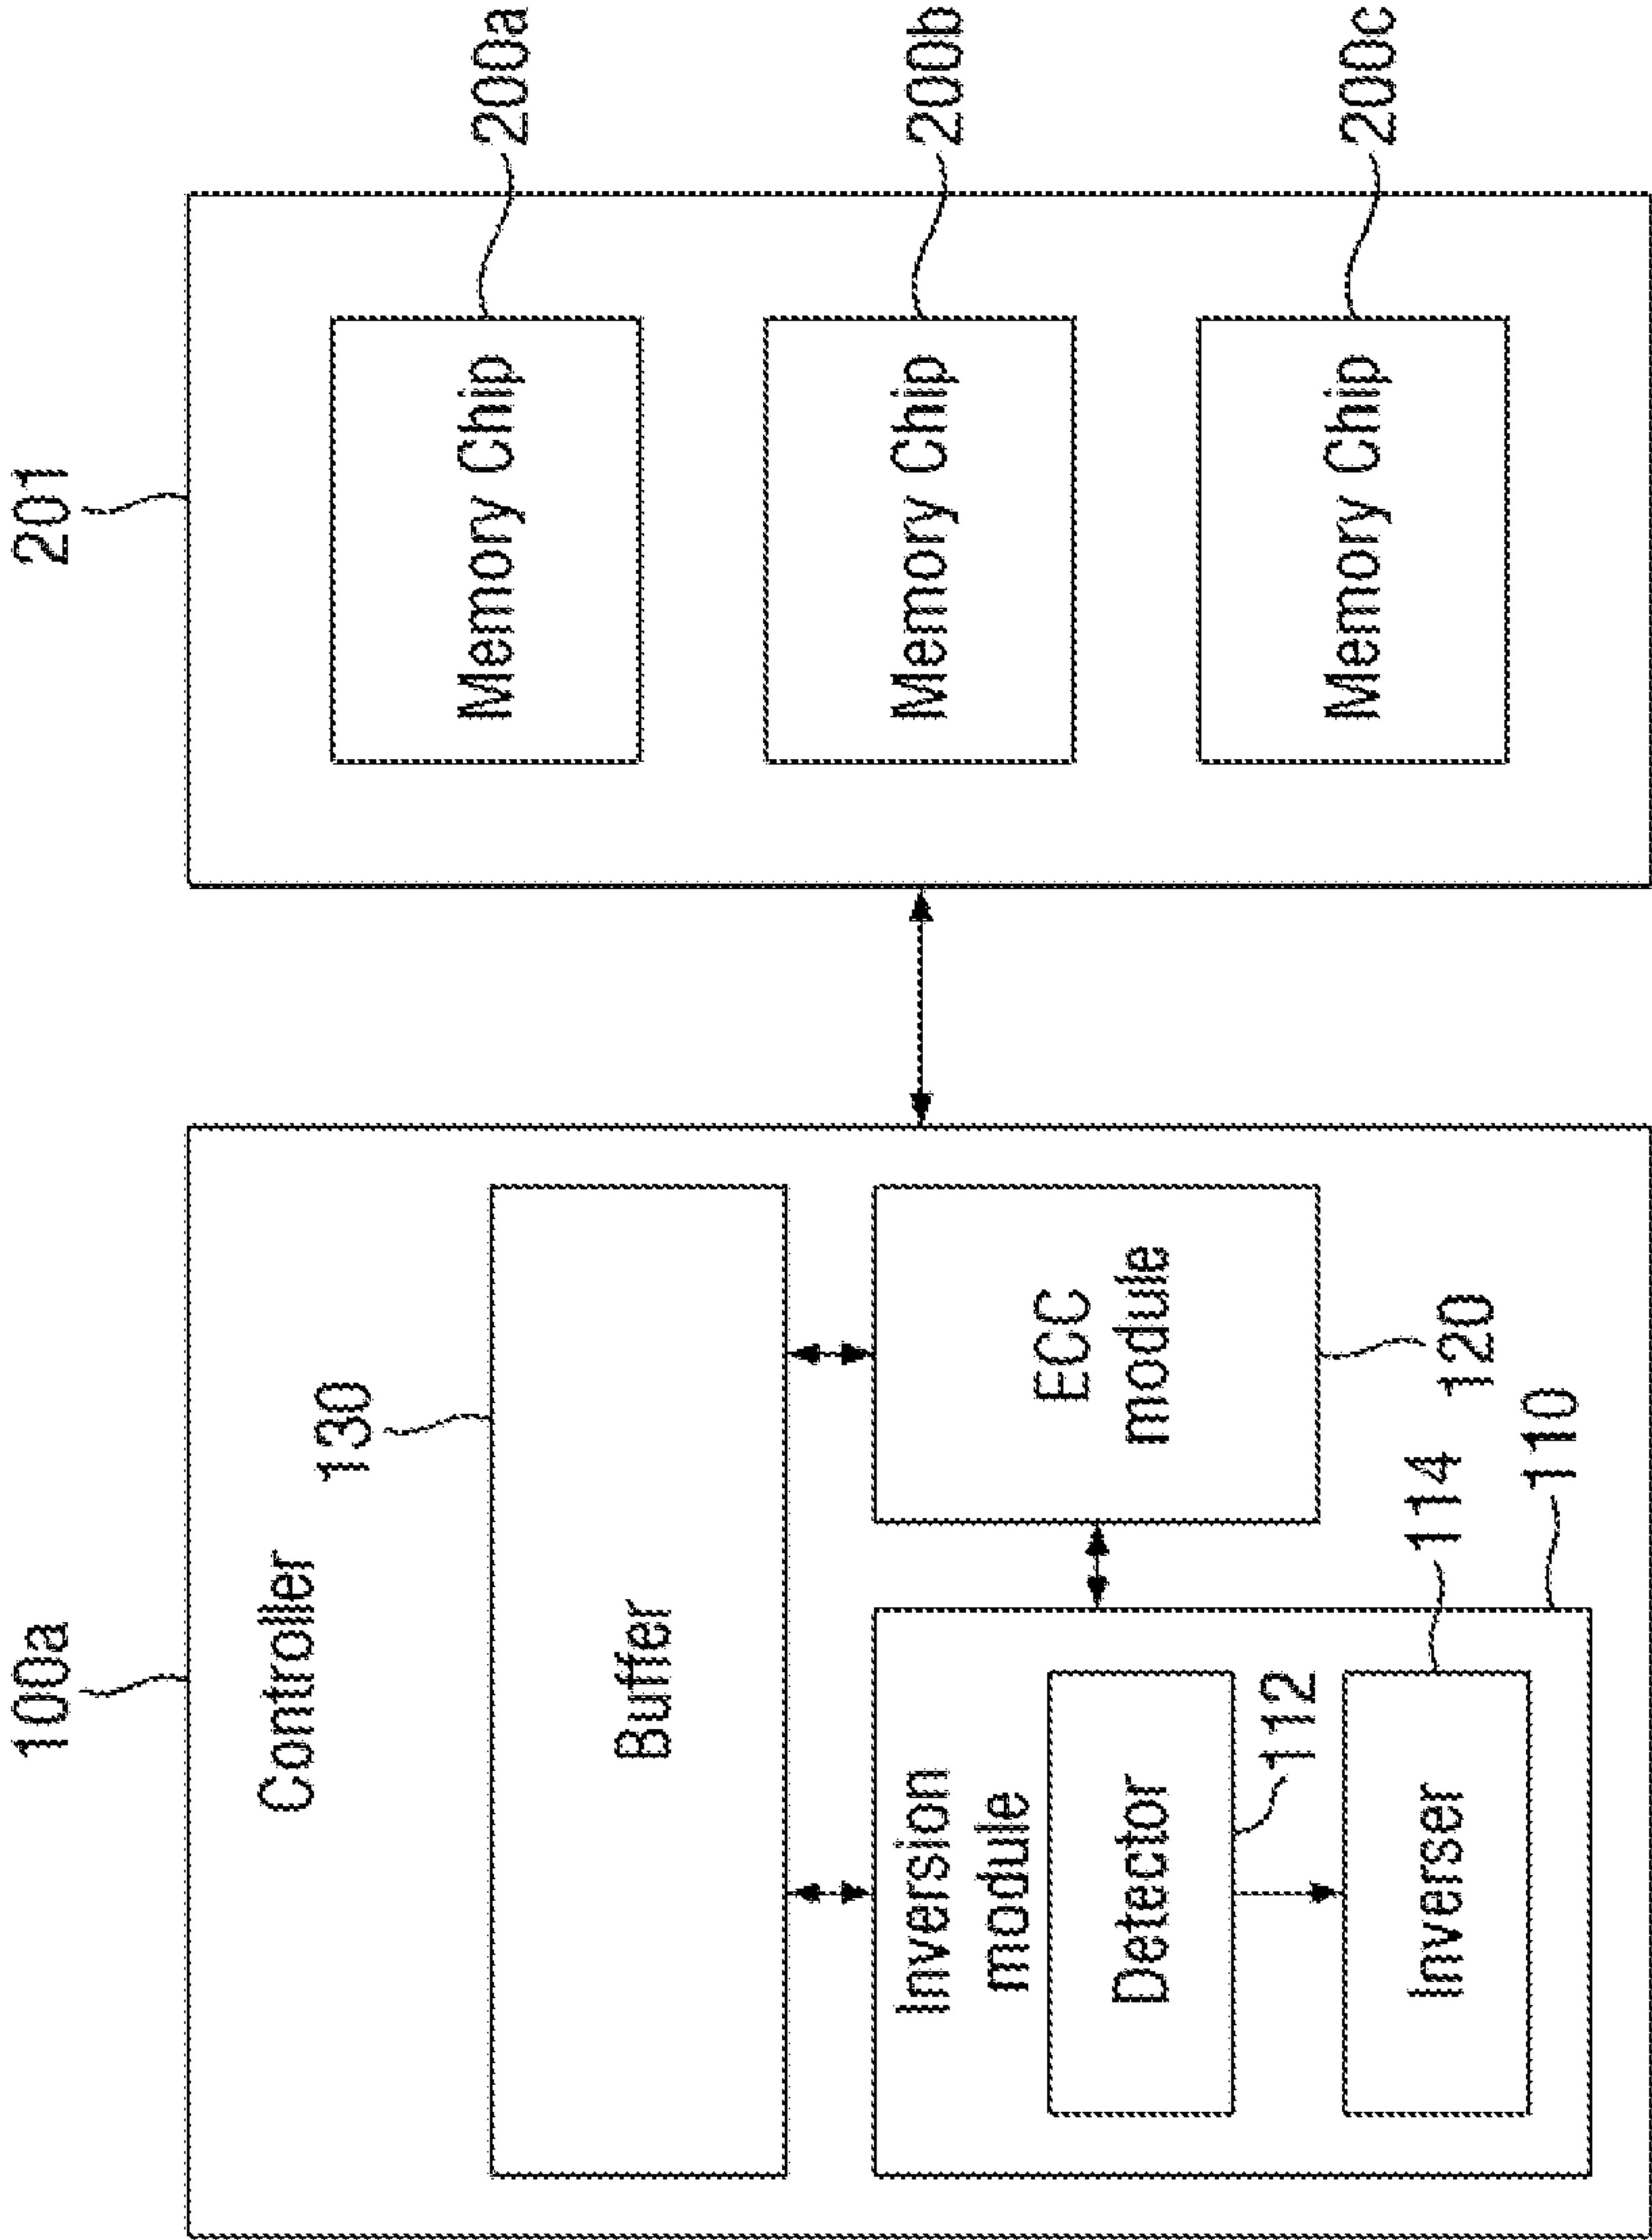 100a
201
Controller
130
Buffer
Inversion
module
Detector
112
Inverser
114
110
ECC
module
120
Memory Chip
200a
Memory Chip
200b
Memory Chip
200c